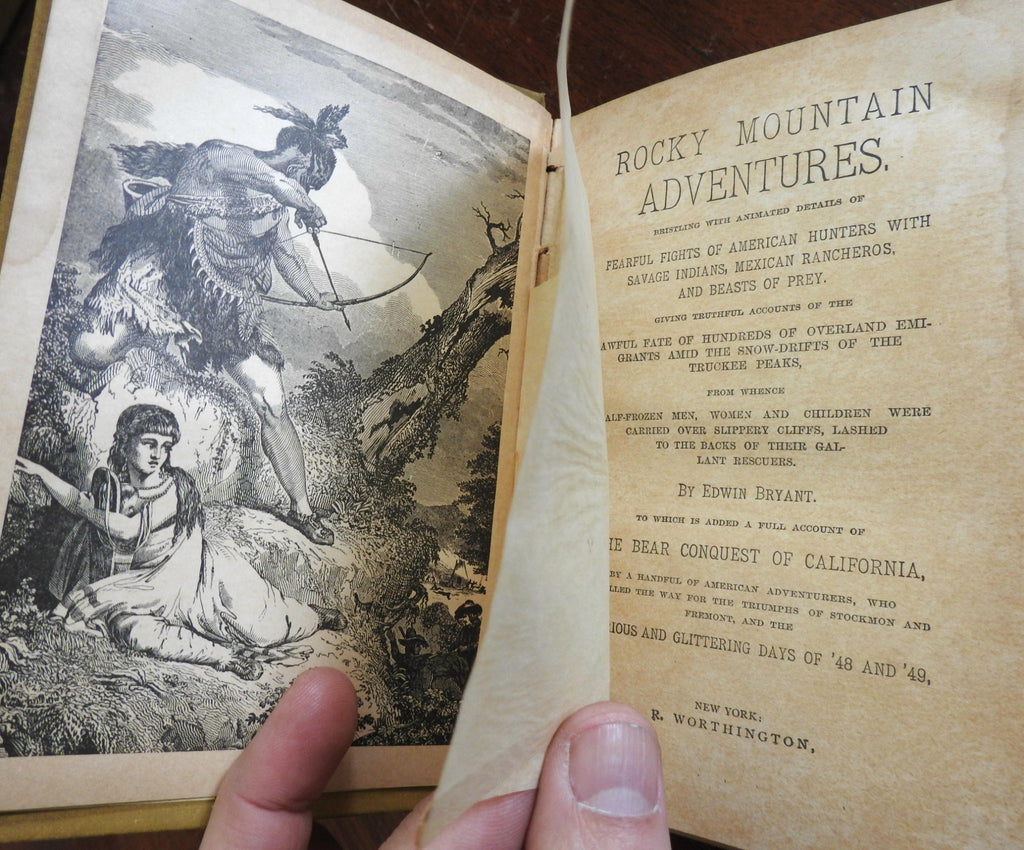 ROCKY MOUNTAIN
ADVENTURES.
BRISTLING WITH ANIMATED DETAILS OF
FEARFUL FIGHTS OF AMERICAN HUNTERS WITH
SAVAGE INDIANS, MEXICAN RANCHEROS,
AND BEASTS OF PREY.
GIVING TRUTHFUL ACCOUNTS OF THE
AWFUL FATE OF HUNDREDS OF OVERLAND EMI-
GRANTS AMID THE SNOW-DRIFTS OF THE
TRUCKEE PEAKS,
FROM WHENCE
ALF-FROZEN MEN, WOMEN AND CHILDREN WERE
CARRIED OVER SLIPPERY CLIFFS, LASHED
TO THE BACKS OF THEIR GAL-
LANT RESCUERS.
BY EDWIN BRYANT.
TO WHICH IS ADDED A FULL ACCOUNT OF
HE BEAR CONQUEST OF CALIFORNIA,
BY A HANDFUL OF AMERICAN ADVENTURERS, WHO
LLED THE WAY FOR THE TRIUMPHS OF STOCKMON AND
FREMONT, AND THE
RIOUS AND GLITTERING DAYS OF '48 AND '49,
NEW YORK:
R. WORTHINGTON,